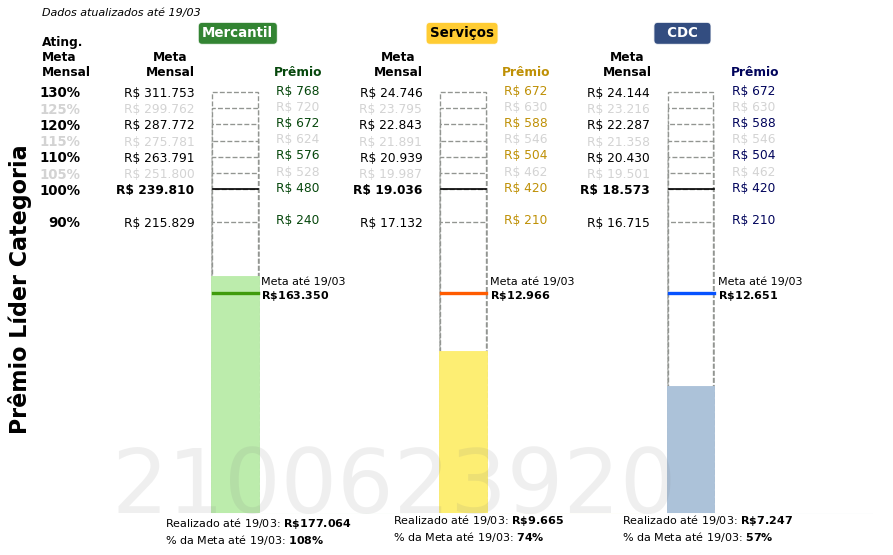 Dados atualizados até 19/03
Mercantil Serviços CDC
Ating.
Meta Meta Meta Meta
Mensal Mensal Prêmio Mensal Prêmio Mensal Prêmio
130% R$ 311.753 R$ 768 R$ 24.746 R$ 672 R$ 24.144 R$ 672
125% R$ 299.762 R$ 720 R$ 23.795 R$ 630 R$ 23.216 R$ 630
120% R$ 287.772 R$ 672 R$ 22.843 R$ 588 R$ 22.287 R$ 588
115% R$ 275.781 R$ 624 R$ 21.891 R$ 546 R$ 21.358 R$ 546
110% R$ 263.791 R$ 576 R$ 20.939 R$ 504 R$ 20.430 R$ 504
105% R$ 251.800 R$ 528 R$ 19.987 R$ 462 R$ 19.501 R$ 462
100% R$ 239.810 R$ 480 R$ 19.036 R$ 420 R$ 18.573 R$ 420
90% R$ 215.829 R$ 240 R$ 17.132 R$ 210 R$ 16.715 R$ 210
Meta até 19/03 Meta até 19/03 Meta até 19/03
R$163.350 R$12.966 R$12.651
Prêmio Líder Categoria
2100623920
Realizado até 19/03: R$177.064 Realizado até 19/03: R$9.665 Realizado até 19/03: R$7.247
% da Meta até 19/03: 108% % da Meta até 19/03: 74% % da Meta até 19/03: 57%